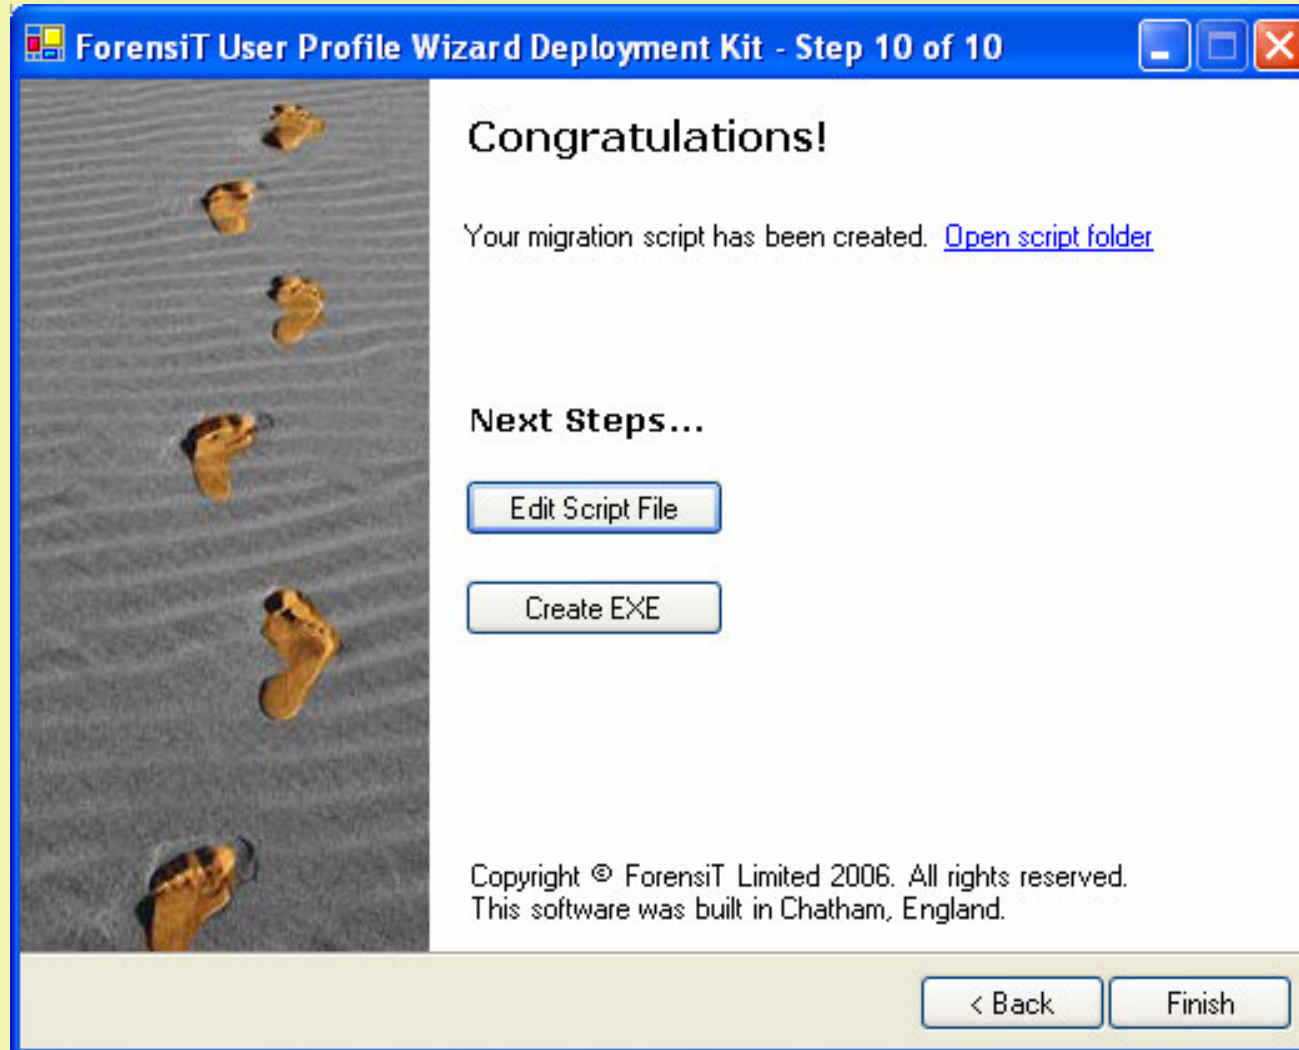 ForensiT User Profile Wizard Deployment Kit - Step 10 of 10
Congratulations!
Your migration script has been created. Open script folder
Next Steps...
Edit Script File
Create EXE
Copyright © ForensiT Limited 2006. All rights reserved.
This software was built in Chatham, England.
< Back
Finish